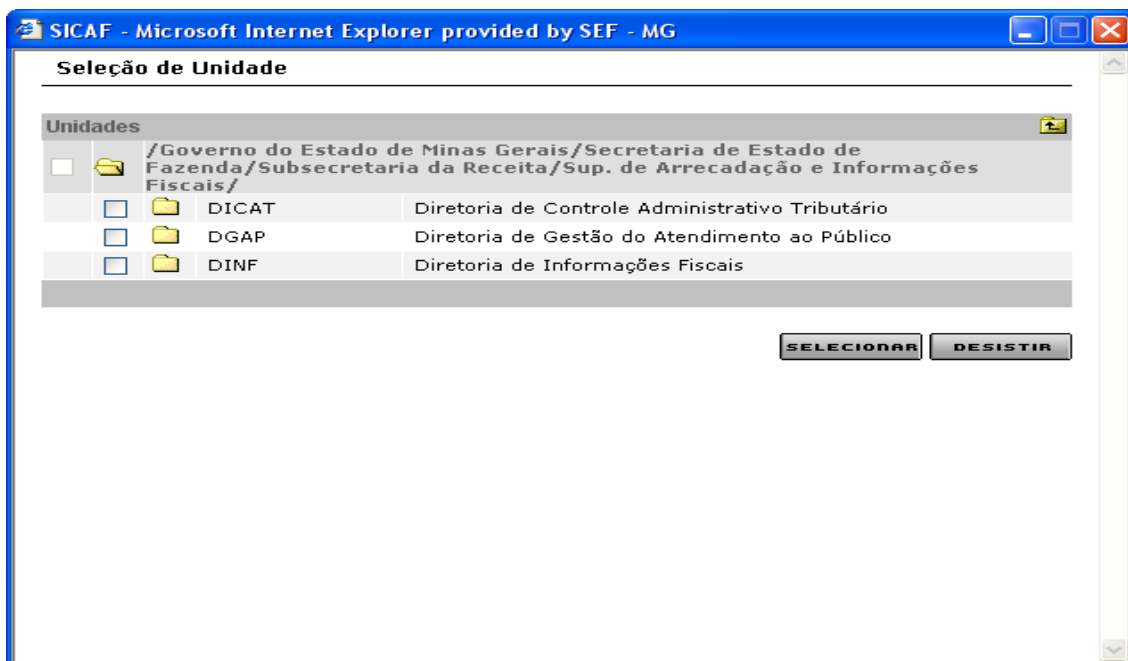 SICAF - Microsoft Internet Explorer provided by SEF - MG
Seleção de Unidade
Unidades
/Governo do Estado de Minas Gerais/Secretaria de Estado de
Fazenda/Subsecretaria da Receita/Sup. de Arrecadação e Informações
Fiscais/
DICAT Diretoria de Controle Administrativo Tributário
DGAP Diretoria de Gestão do Atendimento ao Público
DINF Diretoria de Informações Fiscais
SELECIONAR DESISTIR